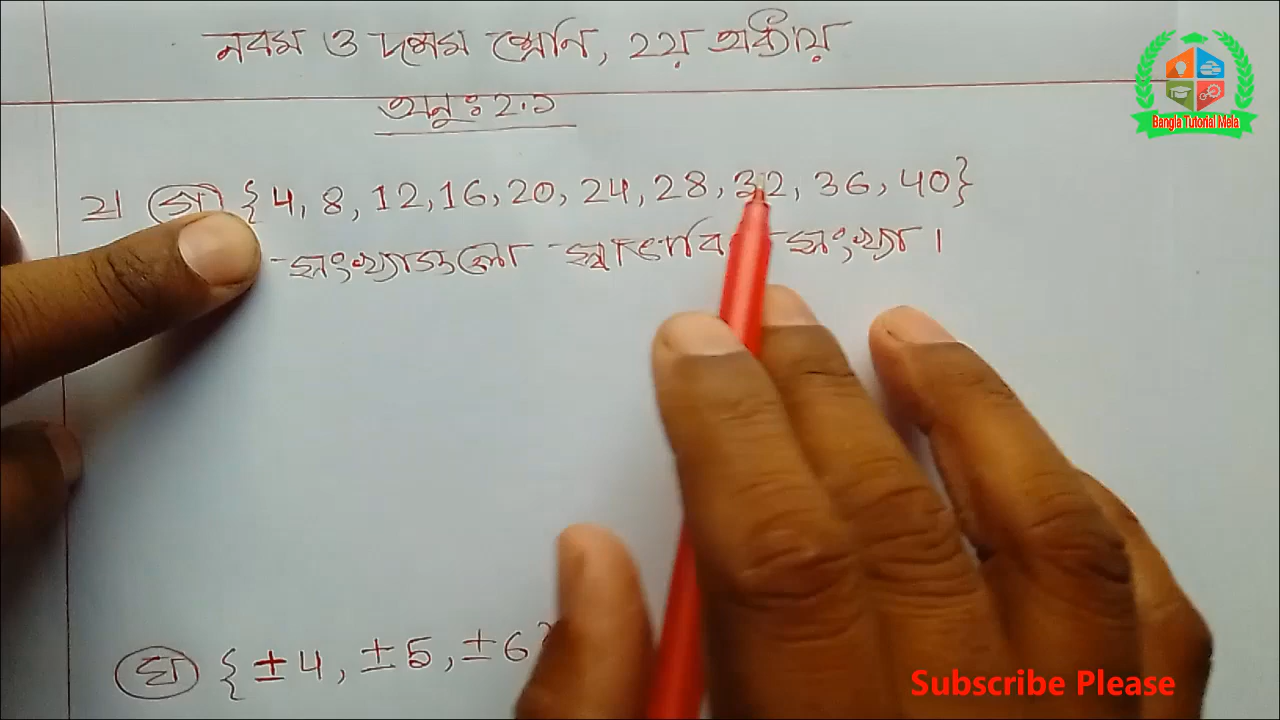 নবম ও দশম শ্রেনি, ২য় অধ্যায়
অনুঃ ২.১
২। গ {4, 8, 12, 16, 20, 24, 28, 32, 36, 40}
সংখ্যাগুলো স্বাভাবিক সংখ্যা।
ঘ {±4, ±5, ±6}
Bangla Tutorial Mela
Subscribe Please